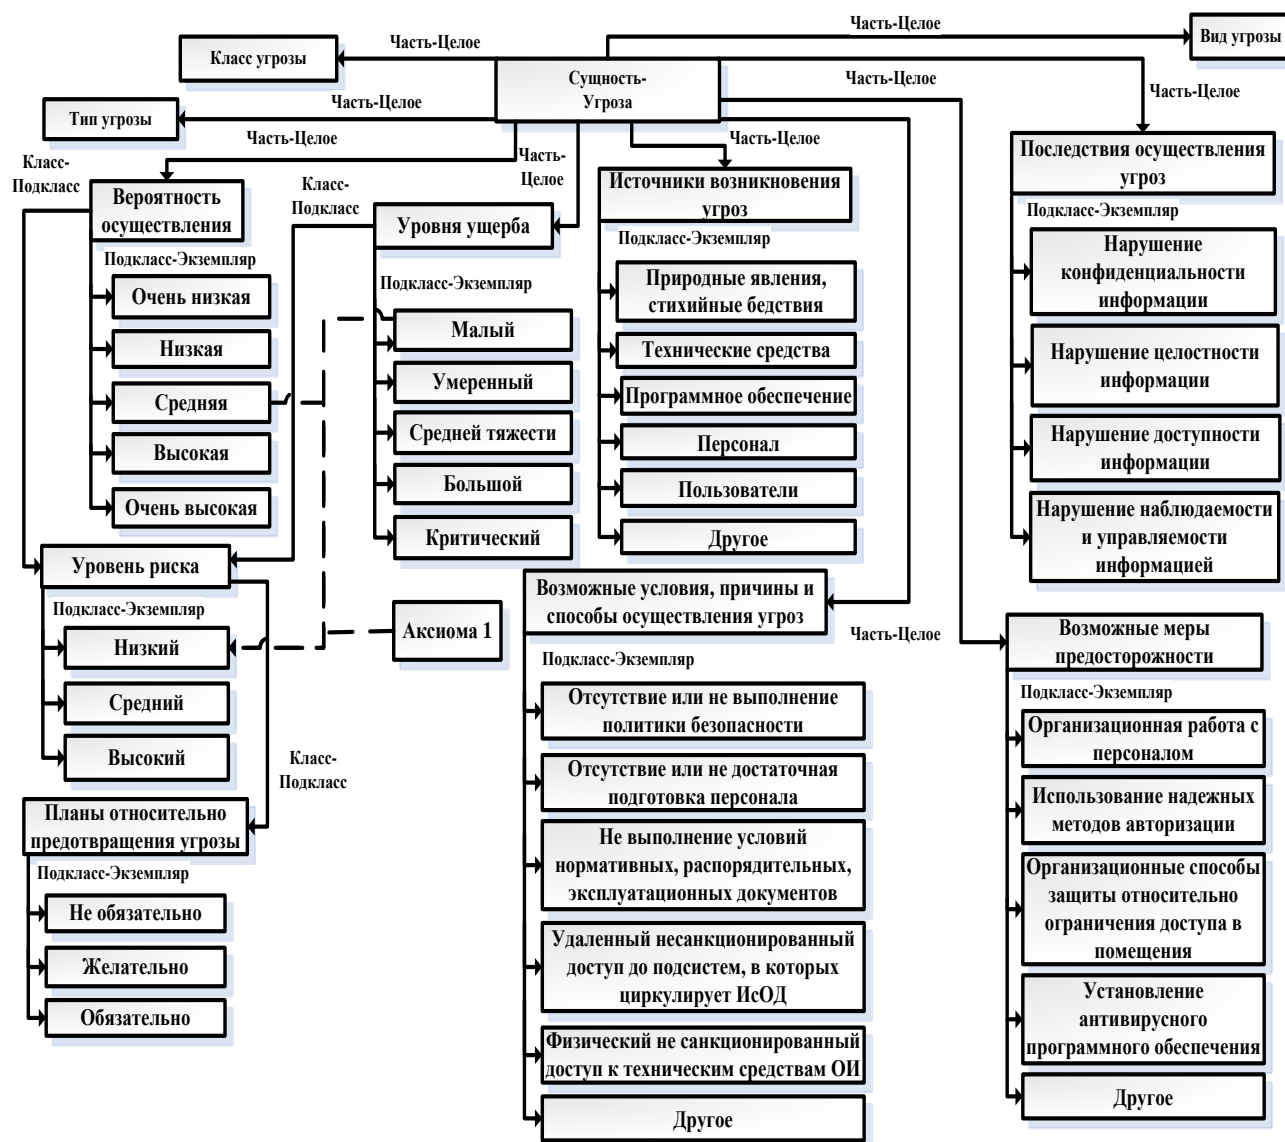 Часть-Целое
Вид угрозы
Часть-Целое
Класс угрозы
Сущность-
Угроза
Часть-Целое
Часть-Целое
Часть-Целое
Тип угрозы
Часть-Целое
Часть-Целое
Часть-
Целое
Класс-
Подкласс
Вероятность
осуществления
Подкласс-Экземпляр
Очень низкая
Низкая
Средняя
Высокая
Очень высокая
Класс-
Подкласс
Уровня ущерба
Подкласс-Экземпляр
Малый
Умеренный
Средней тяжести
Большой
Критический
Источники возникновения
угроз
Подкласс-Экземпляр
Природные явления,
стихийные бедствия
Технические средства
Программное обеспечение
Персонал
Пользователи
Другое
Последствия осуществления
угроз
Подкласс-Экземпляр
Нарушение
конфиденциальности
информации
Нарушение целостности
информации
Нарушение доступности
информации
Нарушение наблюдаемости
и управляемости
информацией
Уровень риска
Подкласс-Экземпляр
Низкий
Средний
Высокий
Аксиома 1
Класс-
Подкласс
Планы относительно
предотвращения угрозы
Подкласс-Экземпляр
Не обязательно
Желательно
Обязательно
Возможные условия, причины и
способы осуществления угроз
Часть-Целое
Подкласс-Экземпляр
Отсутствие или не выполнение
политики безопасности
Отсутствие или не достаточная
подготовка персонала
Не выполнение условий
нормативных, распорядительных,
эксплуатационных документов
Удаленный несанкционированный
доступ до подсистем, в которых
циркулирует ИсОД
Физический не санкционированный
доступ к техническим средствам ОИ
Другое
Возможные меры
предосторожности
Подкласс-Экземпляр
Организационная работа с
персоналом
Использование надежных
методов авторизации
Организационные способы
защиты относительно
ограничения доступа в
помещения
Установление
антивирусного
программного обеспечения
Другое